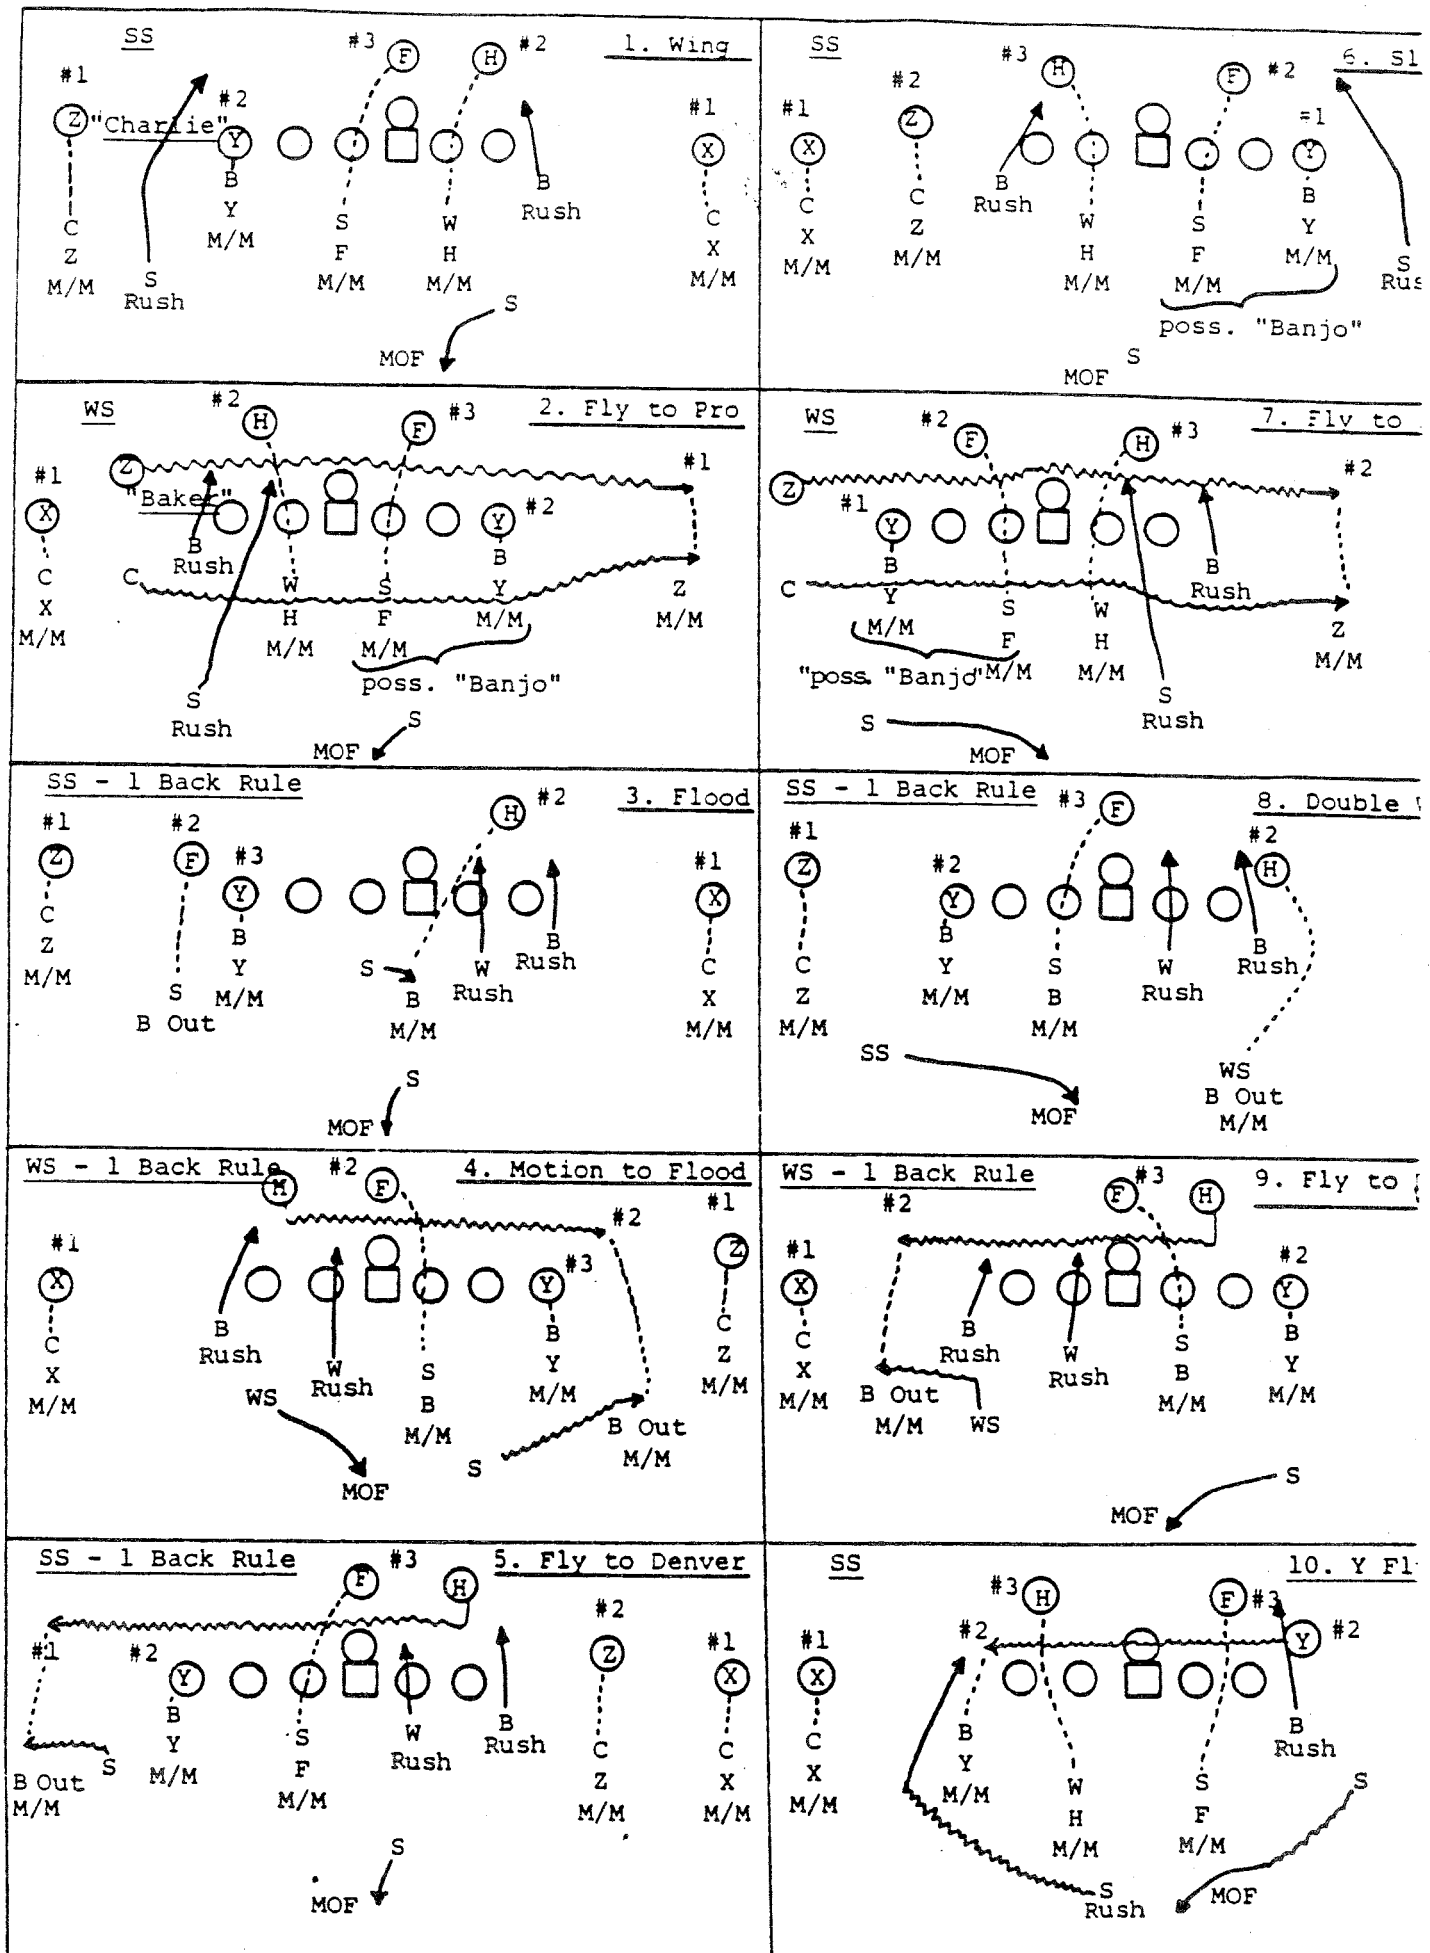 SS
#3 F
H #2
1. Wing
#1
Z "Charlie"
#2
Y
#1
X
B
Y
M/M
S
F
M/M
W
H
M/M
B
Rush
C
Z
M/M
S
Rush
C
X
M/M
S
MOF
SS
#3
H
F #2
#1
X
#2
Z
#1
Y
B
Rush
C
X
M/M
C
Z
M/M
W
H
M/M
S
F
M/M
B
Y
M/M
S
poss. "Banjo"
S
MOF
WS
#2
H
F #3
2. Fly to Pro
#1
X
Z
"Baker"
#1
Y #2
B
Rush
C
X
M/M
C
W
H
M/M
S
F
M/M
B
Y
M/M
Z
M/M
poss. "Banjo"
S
Rush
S
MOF
WS
#2
F
H #3
7. Fly to
Z
#1
Y
#2
C
B
Y
M/M
S
F
M/M
W
H
M/M
B
Rush
Z
M/M
"poss. "Banjo"
S
Rush
S
MOF
SS - 1 Back Rule
H #2
3. Flood
#1
Z
#2
F
#3
Y
#1
X
C
Z
M/M
S
B Out
B
Y
M/M
S
B
M/M
W
Rush
B
Rush
C
X
M/M
S
MOF
SS - 1 Back Rule
#3
F
8. Double
#1
Z
#2
Y
#2
H
C
Z
M/M
B
Y
M/M
S
B
M/M
W
Rush
B
Rush
SS
MOF
WS
B Out
M/M
WS - 1 Back Rule
M
#2
F
4. Motion to Flood
#1
X
#2
#1
Z
Y #3
C
X
M/M
B
Rush
W
Rush
S
B
M/M
B
Y
M/M
C
Z
M/M
WS
MOF
S
B Out
M/M
WS - 1 Back Rule
F #3
H
9. Fly to
#2
#1
X
#2
Y
C
X
M/M
B
Rush
W
Rush
S
B
M/M
B
Y
M/M
B Out
M/M
WS
S
MOF
SS - 1 Back Rule
F #3
H
5. Fly to Denver
#1
#2
Y
#2
Z
#1
X
B Out
M/M
S
B
Y
M/M
S
F
M/M
W
Rush
B
Rush
C
Z
M/M
C
X
M/M
S
MOF
SS
#3 H
F #3
10. Y Fl
#1
X
#2
Y #2
C
X
M/M
B
Y
M/M
W
H
M/M
S
F
M/M
B
Rush
S
S
Rush
MOF